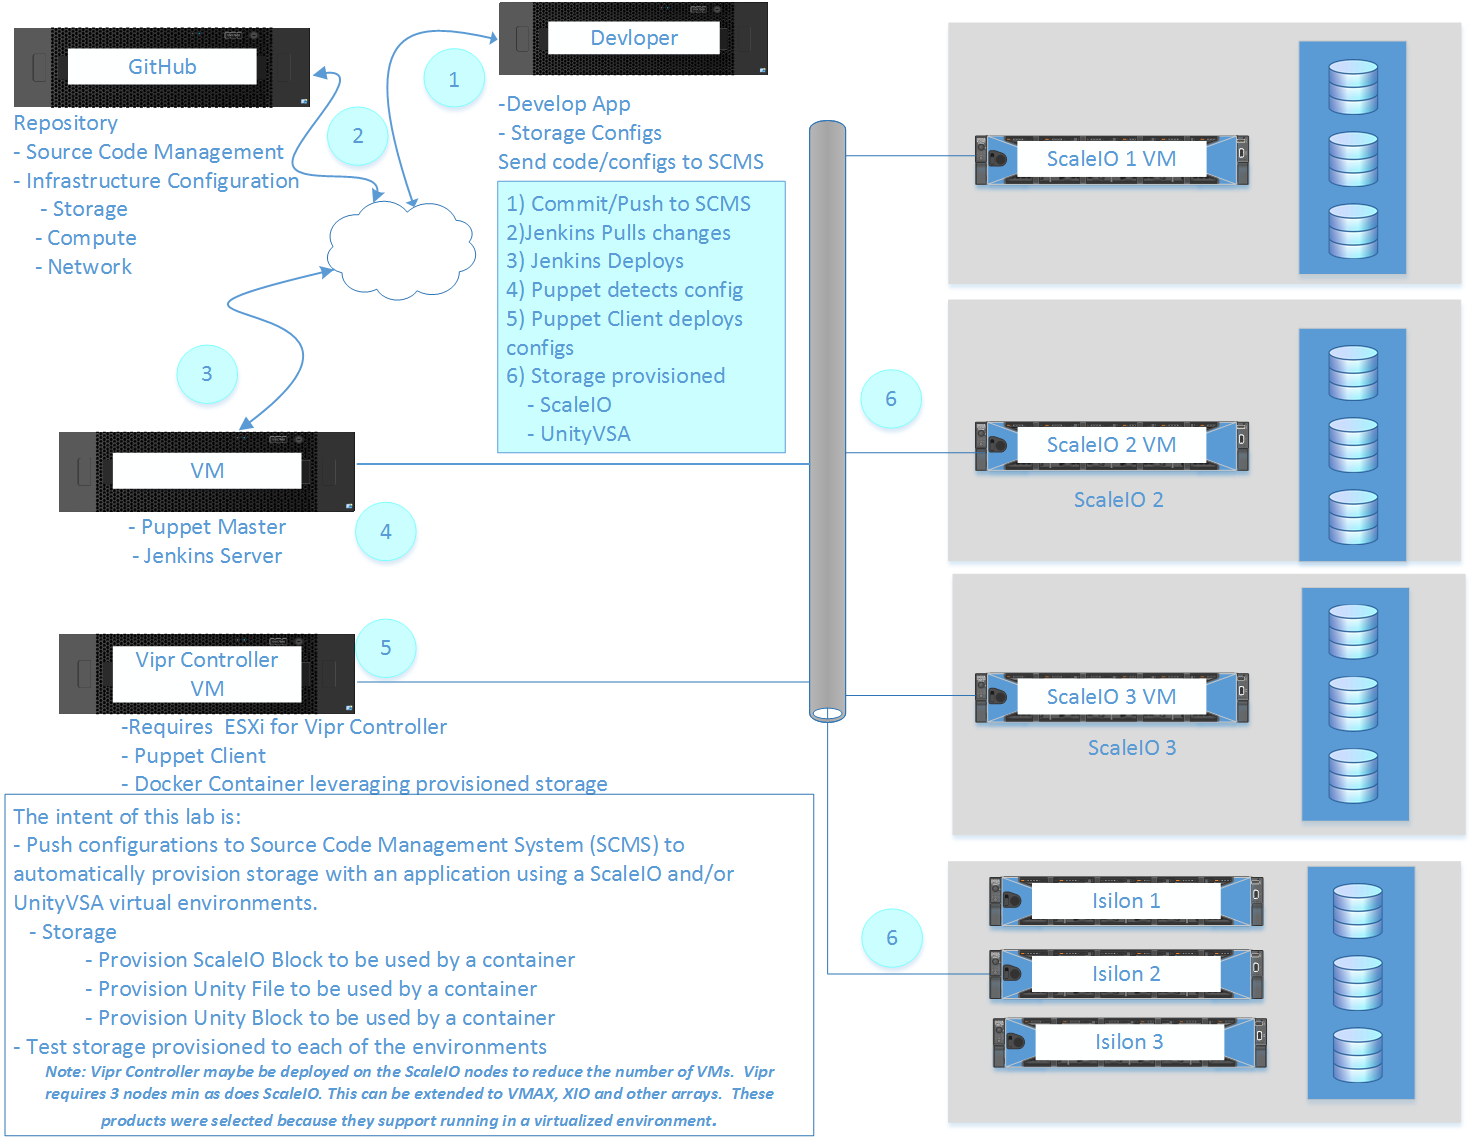 GitHub
Repository
- Source Code Management
- Infrastructure Configuration
- Storage
- Compute
- Network
1
2
3
Devloper
-Develop App
- Storage Configs
Send code/configs to SCMS
1) Commit/Push to SCMS
2)Jenkins Pulls changes
3) Jenkins Deploys
4) Puppet detects config
5) Puppet Client deploys
configs
6) Storage provisioned
- ScaleIO
- UnityVSA
VM
- Puppet Master
- Jenkins Server
4
Vipr Controller
VM
5
-Requires  ESXi for Vipr Controller
- Puppet Client
- Docker Container leveraging provisioned storage
ScaleIO 1 VM
6
ScaleIO 2 VM
ScaleIO 2
ScaleIO 3 VM
ScaleIO 3
6
Isilon 1
Isilon 2
Isilon 3
The intent of this lab is:
- Push configurations to Source Code Management System (SCMS) to
automatically provision storage with an application using a ScaleIO and/or
UnityVSA virtual environments.
- Storage
- Provision ScaleIO Block to be used by a container
- Provision Unity File to be used by a container
- Provision Unity Block to be used by a container
- Test storage provisioned to each of the environments
Note: Vipr Controller maybe be deployed on the ScaleIO nodes to reduce the number of VMs.  Vipr
requires 3 nodes min as does ScaleIO. This can be extended to VMAX, XIO and other arrays.  These
products were selected because they support running in a virtualized environment.